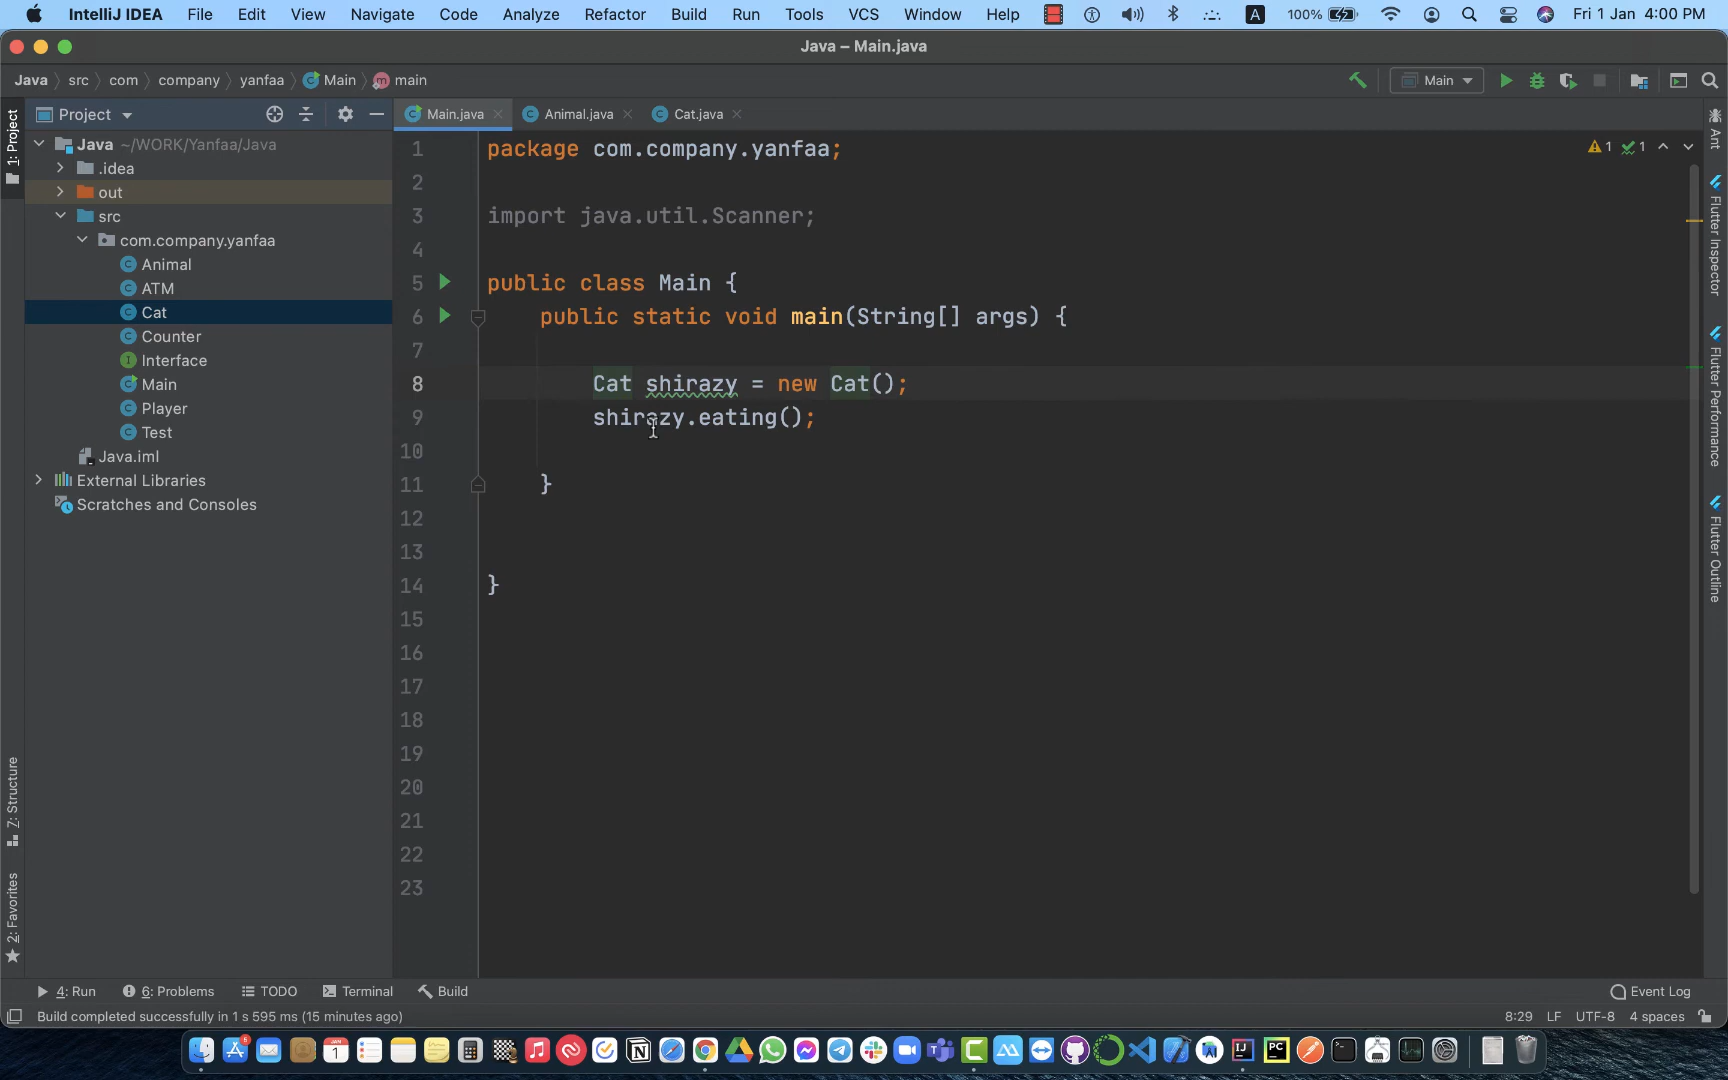 IntelliJ IDEA File Edit View Navigate Code Analyze Refactor Build Run Tools VCS Window Help A 100% Fri 1 Jan 4:00 PM
Java – Main.java
Java src com company yanfaa Main main Main
Project Main.java Animal.java Cat.java
1: Project
Java ~/WORK/Yanfaa/Java
.idea
out
src
com.company.yanfaa
Animal
ATM
Cat
Counter
Interface
Main
Player
Test
Java.iml
External Libraries
Scratches and Consoles
Z: Structure
2: Favorites
1 package com.company.yanfaa;
2
3 import java.util.Scanner;
4
5 public class Main {
6 public static void main(String[] args) {
7
8 Cat shirazy = new Cat();
9 shirazy.eating();
10
11 }
12
13
14 }
15
16
17
18
19
20
21
22
23
1 1
Ant
Flutter Inspector
Flutter Performance
Flutter Outline
4: Run 6: Problems TODO Terminal Build Event Log
Build completed successfully in 1 s 595 ms (15 minutes ago) 8:29 LF UTF-8 4 spaces